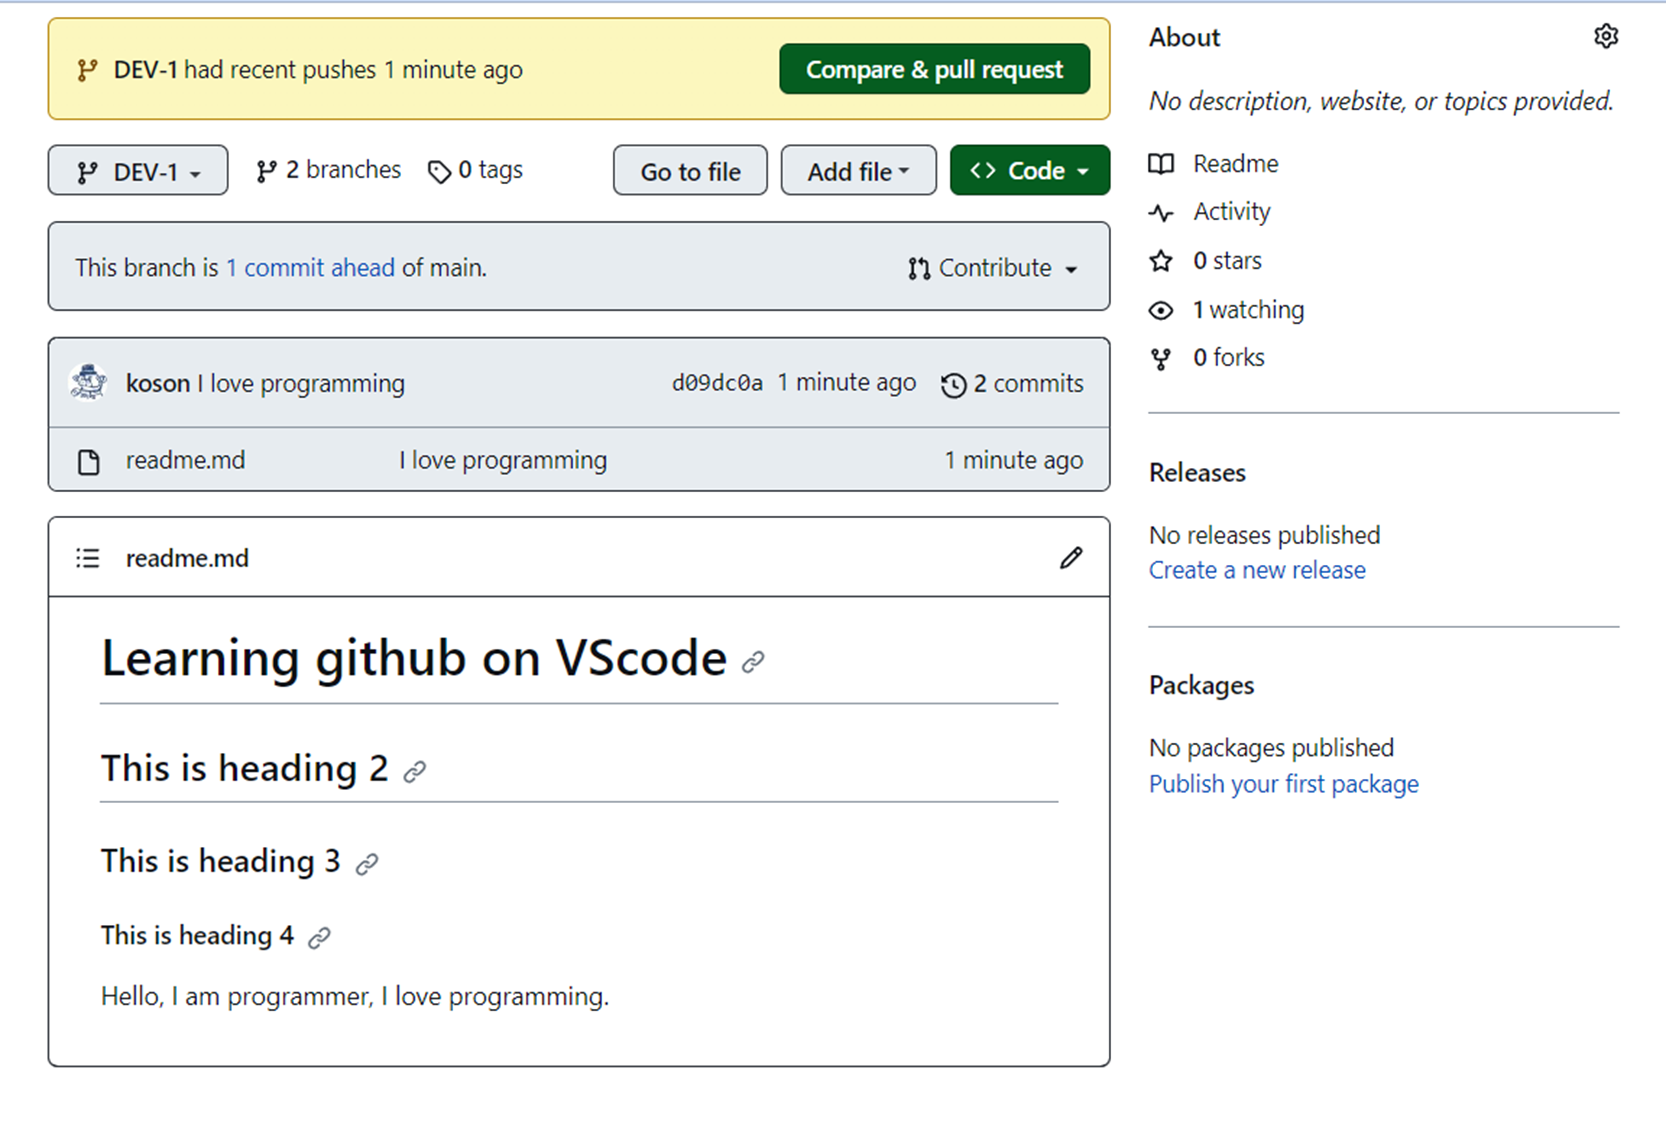 DEV-1 had recent pushes 1 minute ago
Compare & pull request
DEV-1
2 branches
0 tags
Go to file
Add file
Code
This branch is 1 commit ahead of main.
Contribute
koson I love programming
d09dc0a 1 minute ago
2 commits
readme.md
I love programming
1 minute ago
readme.md
Learning github on VScode
This is heading 2
This is heading 3
This is heading 4
Hello, I am programmer, I love programming.
About
No description, website, or topics provided.
Readme
Activity
0 stars
1 watching
0 forks
Releases
No releases published
Create a new release
Packages
No packages published
Publish your first package